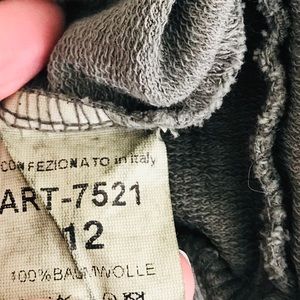 CONFEZIONATO in italy
ART-7521
12
100%BAUMWOLLE